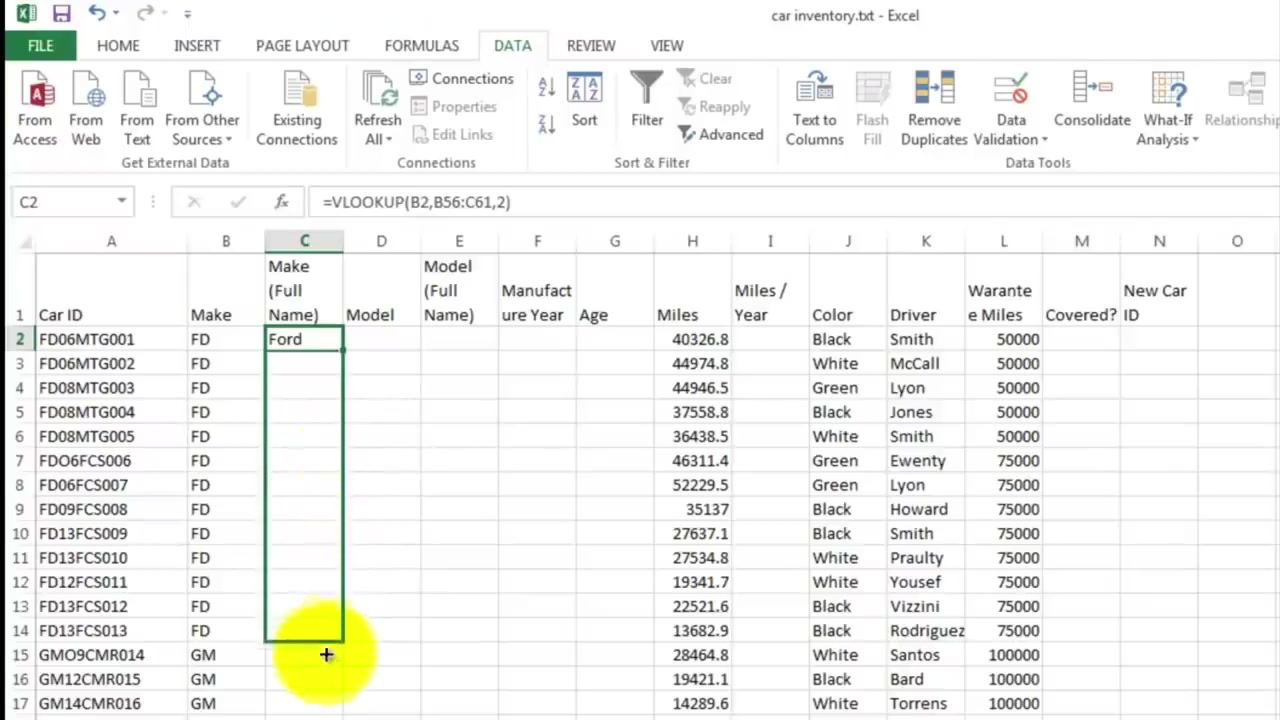 car inventory.txt - Excel
FILE HOME INSERT PAGE LAYOUT FORMULAS DATA REVIEW VIEW
From Access From Web From Text From Other Sources Existing Connections Refresh All Connections Properties Edit Links Sort Filter Clear Reapply Advanced Text to Columns Flash Fill Remove Duplicates Data Validation Consolidate What-If Analysis Relationship
Get External Data Connections Sort & Filter Data Tools
C2 fx =VLOOKUP(B2,B56:C61,2)
A B C D E F G H I J K L M N O
1 Car ID Make Make (Full Name) Model Model (Full Name) Manufacture Year Age Miles Miles / Year Color Driver Warantee Miles Covered? New Car ID
2 FD06MTG001 FD Ford 40326.8 Black Smith 50000
3 FD06MTG002 FD 44974.8 White McCall 50000
4 FD08MTG003 FD 44946.5 Green Lyon 50000
5 FD08MTG004 FD 37558.8 Black Jones 50000
6 FD08MTG005 FD 36438.5 White Smith 50000
7 FDO6FCS006 FD 46311.4 Green Ewenty 75000
8 FD06FCS007 FD 52229.5 Green Lyon 75000
9 FD09FCS008 FD 35137 Black Howard 75000
10 FD13FCS009 FD 27637.1 Black Smith 75000
11 FD13FCS010 FD 27534.8 White Praulty 75000
12 FD12FCS011 FD 19341.7 White Yousef 75000
13 FD13FCS012 FD 22521.6 Black Vizzini 75000
14 FD13FCS013 FD 13682.9 Black Rodriguez 75000
15 GMO9CMR014 GM 28464.8 White Santos 100000
16 GM12CMR015 GM 19421.1 Black Bard 100000
17 GM14CMR016 GM 14289.6 White Torrens 100000